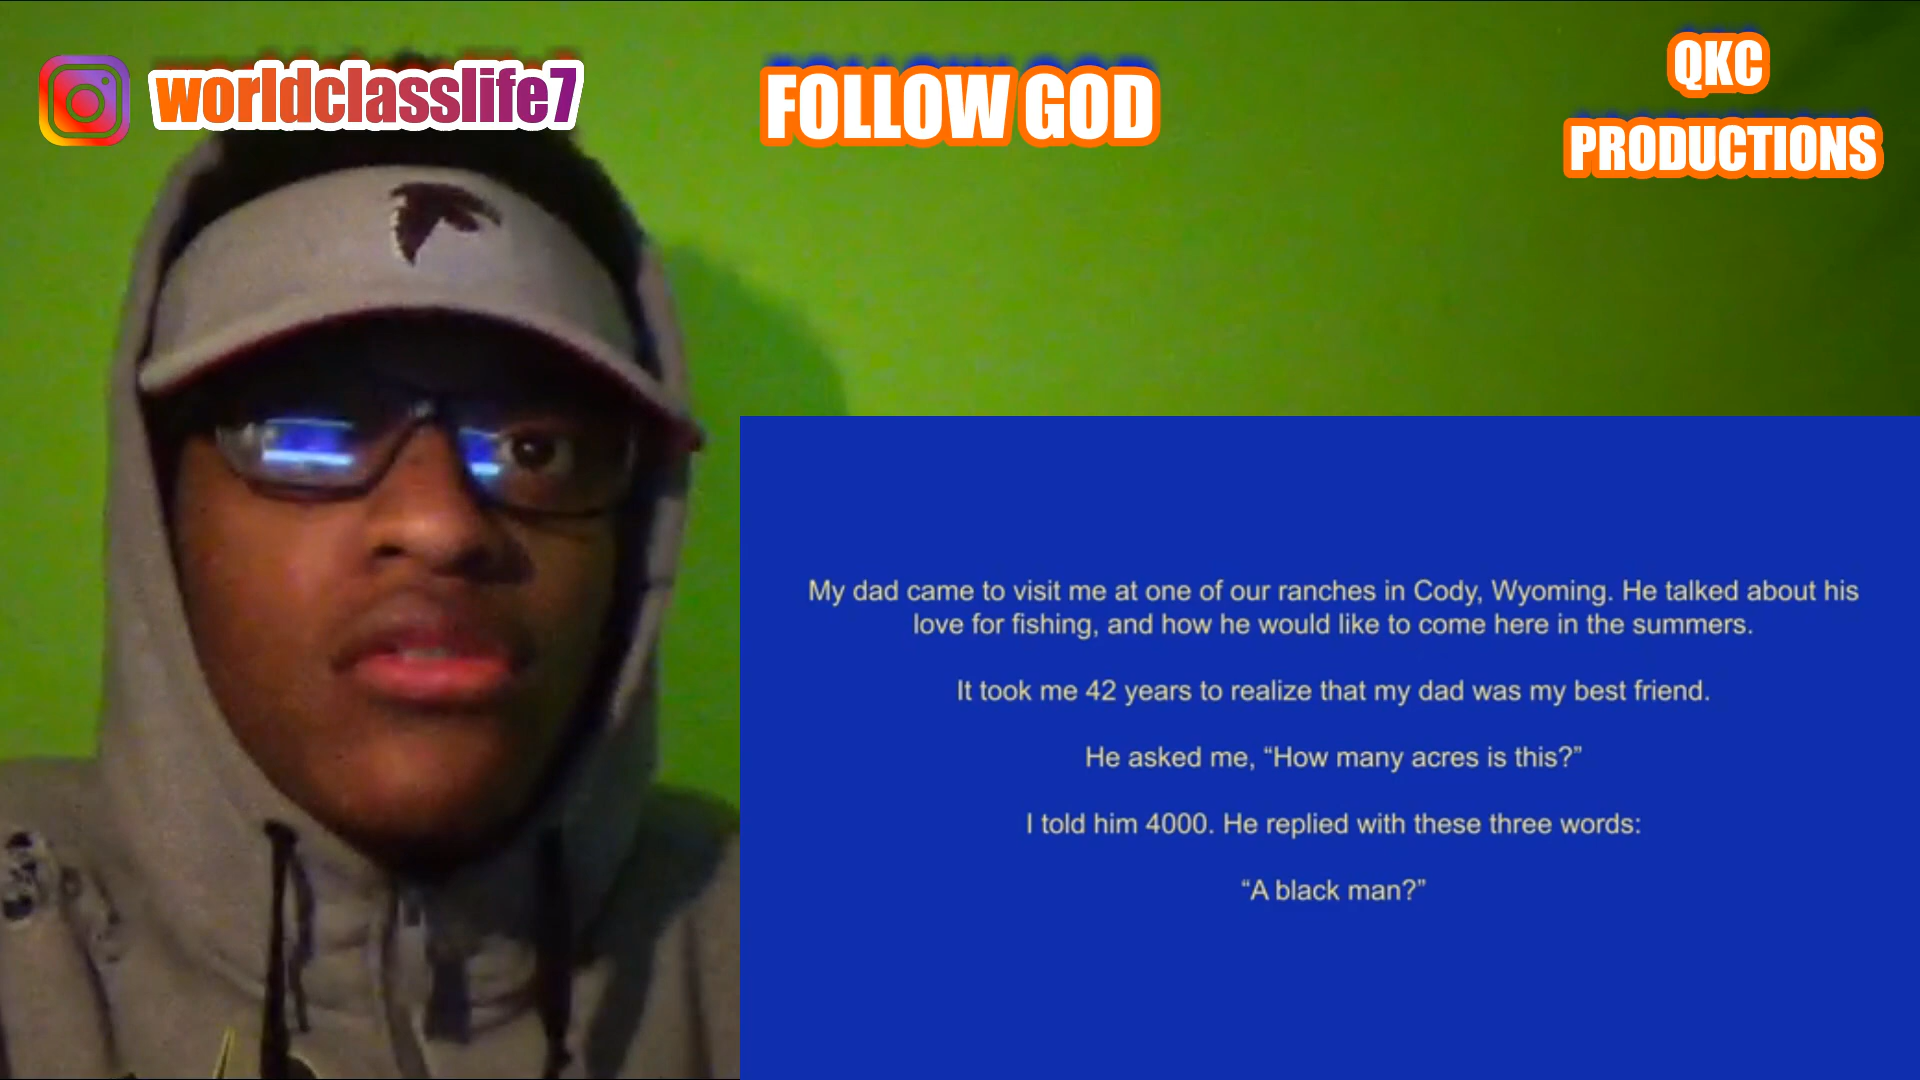 worldclasslife7
FOLLOW GOD
QKC
PRODUCTIONS
My dad came to visit me at one of our ranches in Cody, Wyoming. He talked about his
love for fishing, and how he would like to come here in the summers.
It took me 42 years to realize that my dad was my best friend.
He asked me, “How many acres is this?”
I told him 4000. He replied with these three words:
“A black man?”